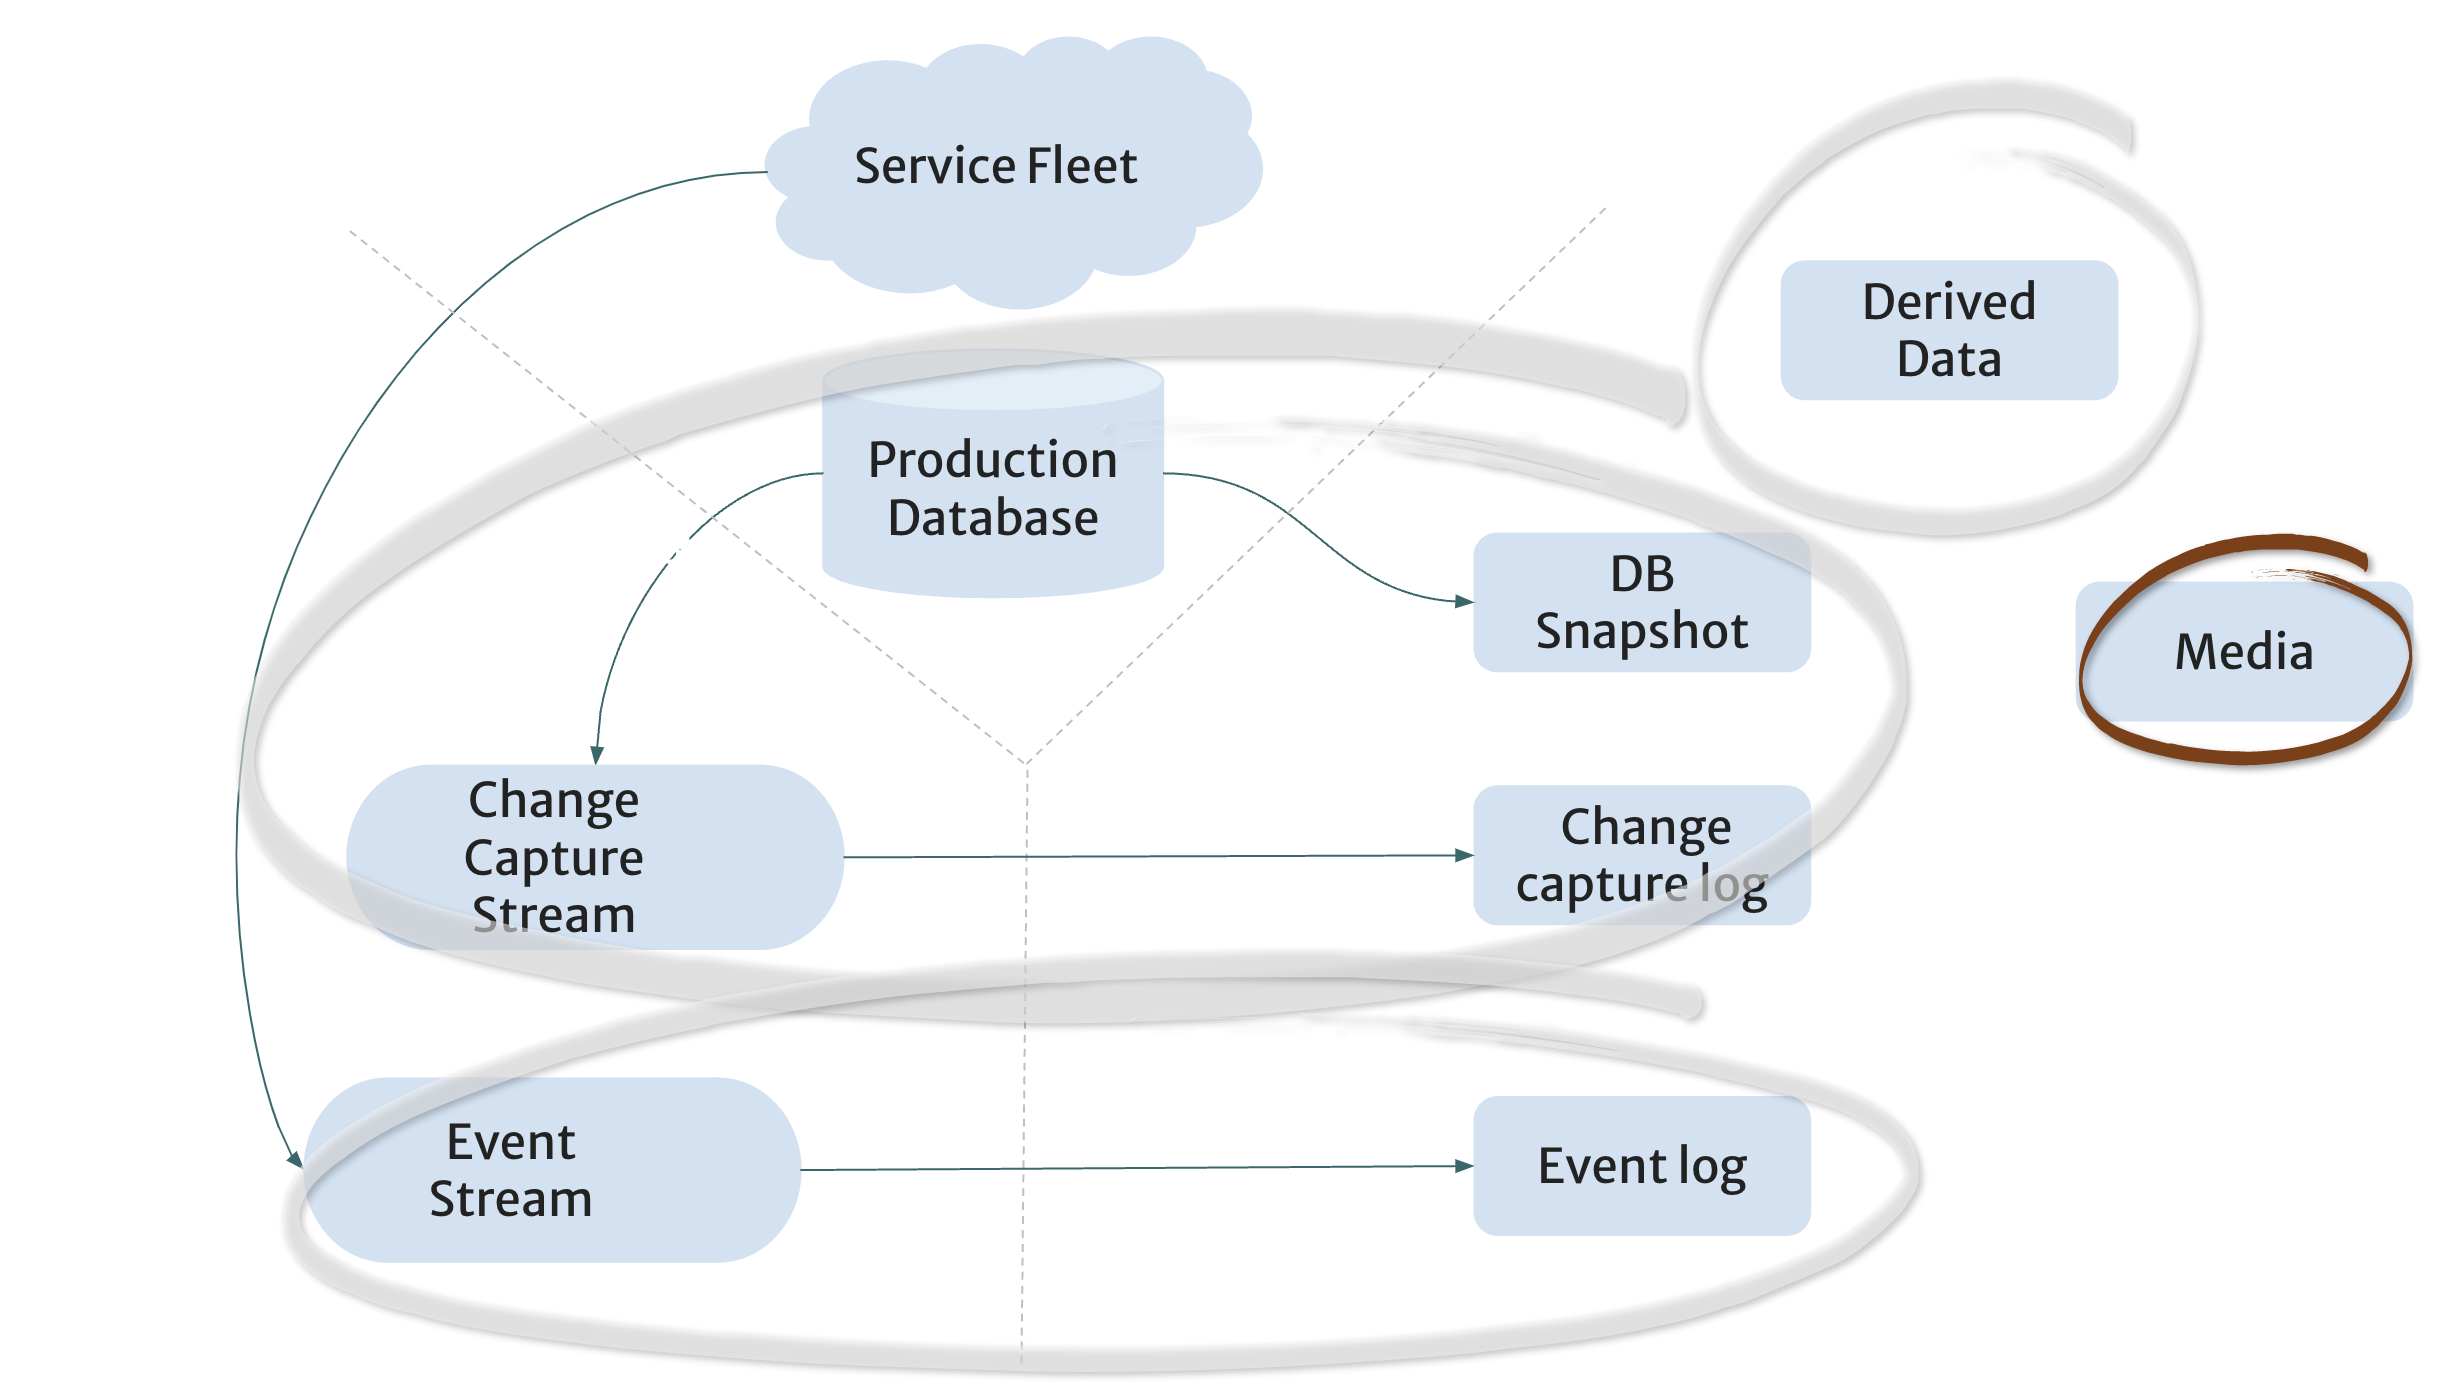 Service Fleet
Derived
Data
Production
Database
DB
Snapshot
Media
Change
Capture
Stream
Change
capture log
Event
Stream
Event log